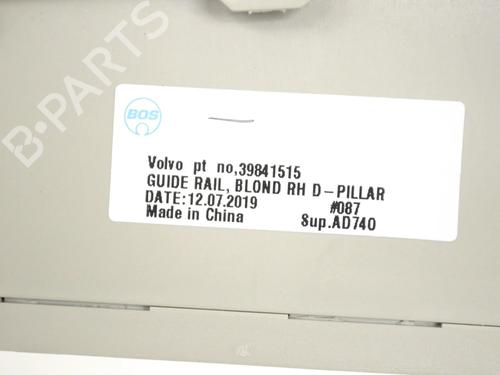 B-PARTS
BOS
Volvo pt no,39841515
GUIDE RAIL, BLOND RH D-PILLAR
DATE:12.07.2019 #087
Made in China Sup.AD740